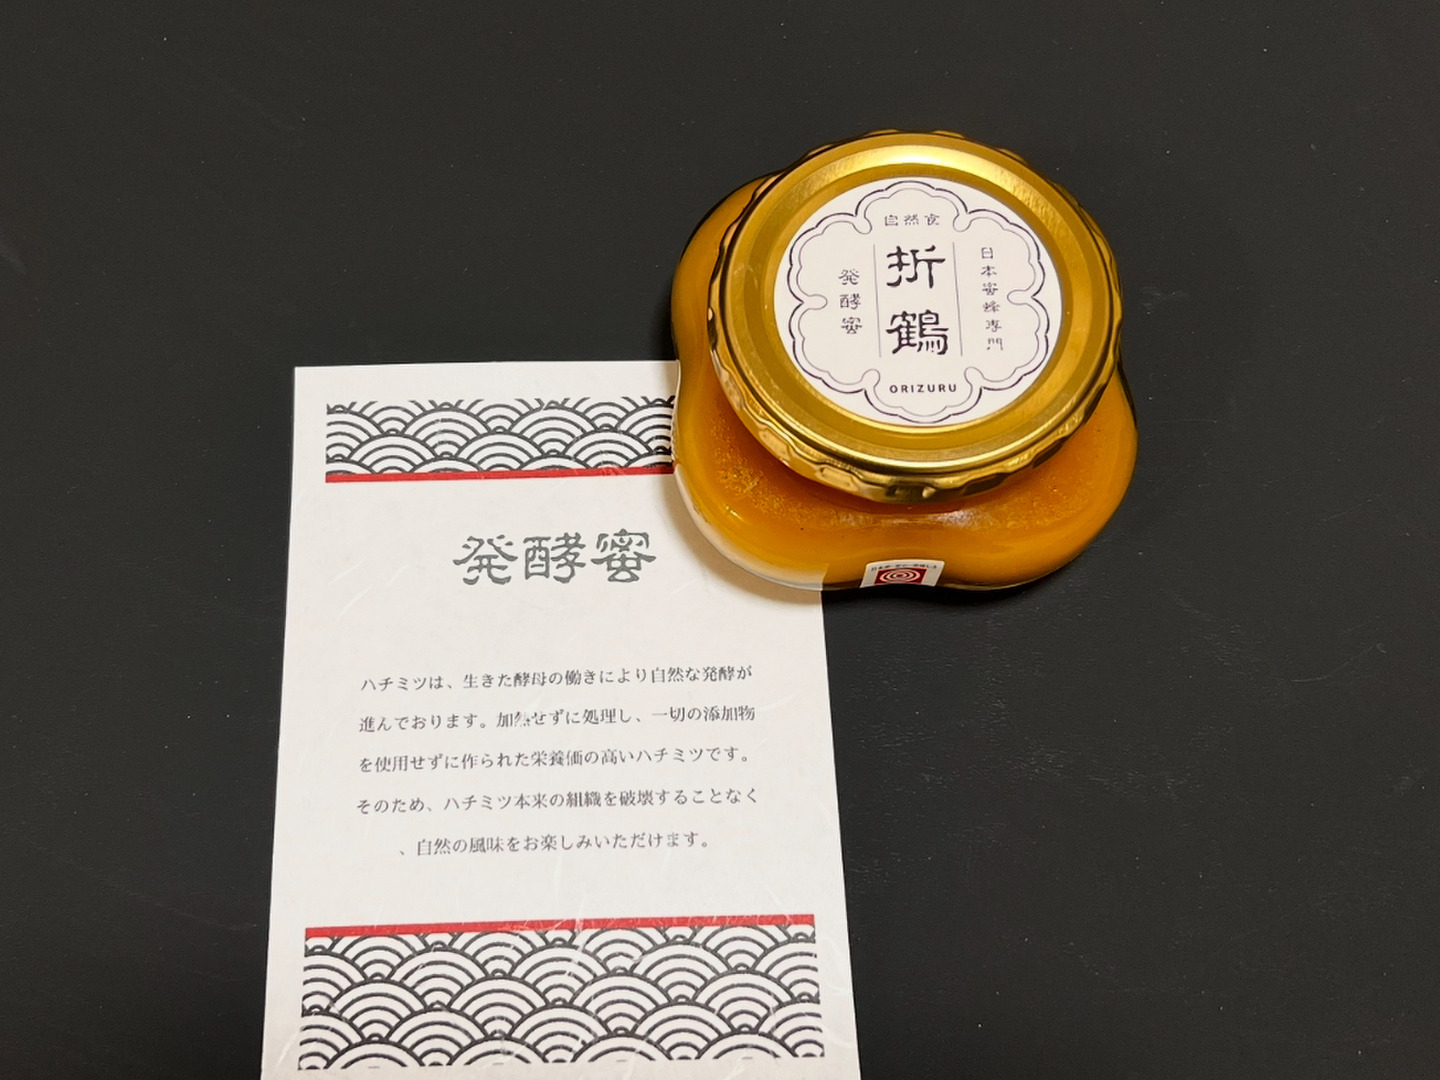 自然食
日本蜜蜂専門
折鶴
発酵蜜
ORIZURU
発酵蜜
ハチミツは、生きた酵母の働きにより自然な発酵が
進んでおります。加熱せずに処理し、一切の添加物
を使用せずに作られた栄養価の高いハチミツです。
そのため、ハチミツ本来の組織を破壊することなく
、自然の風味をお楽しみいただけます。